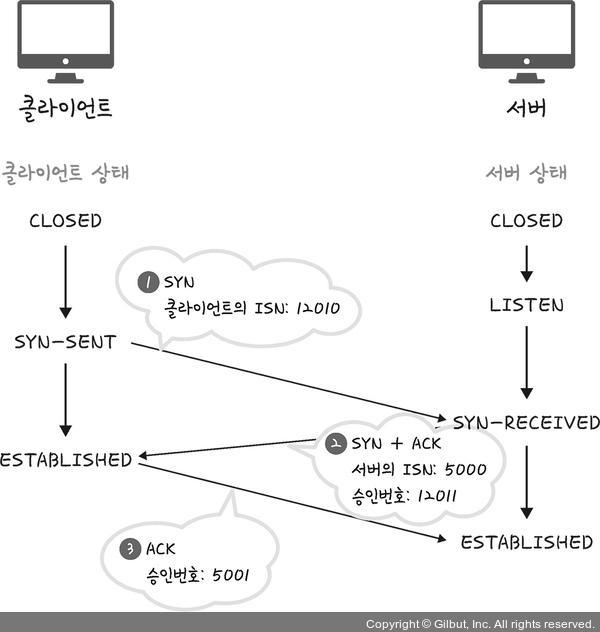 클라이언트
서버
클라이언트 상태
서버 상태
CLOSED
CLOSED
1 SYN
클라이언트의 ISN: 12010
LISTEN
SYN-SENT
SYN-RECEIVED
2 SYN + ACK
서버의 ISN: 5000
승인번호: 12011
ESTABLISHED
ESTABLISHED
3 ACK
승인번호: 5001
Copyright © Gilbut, Inc. All rights reserved.